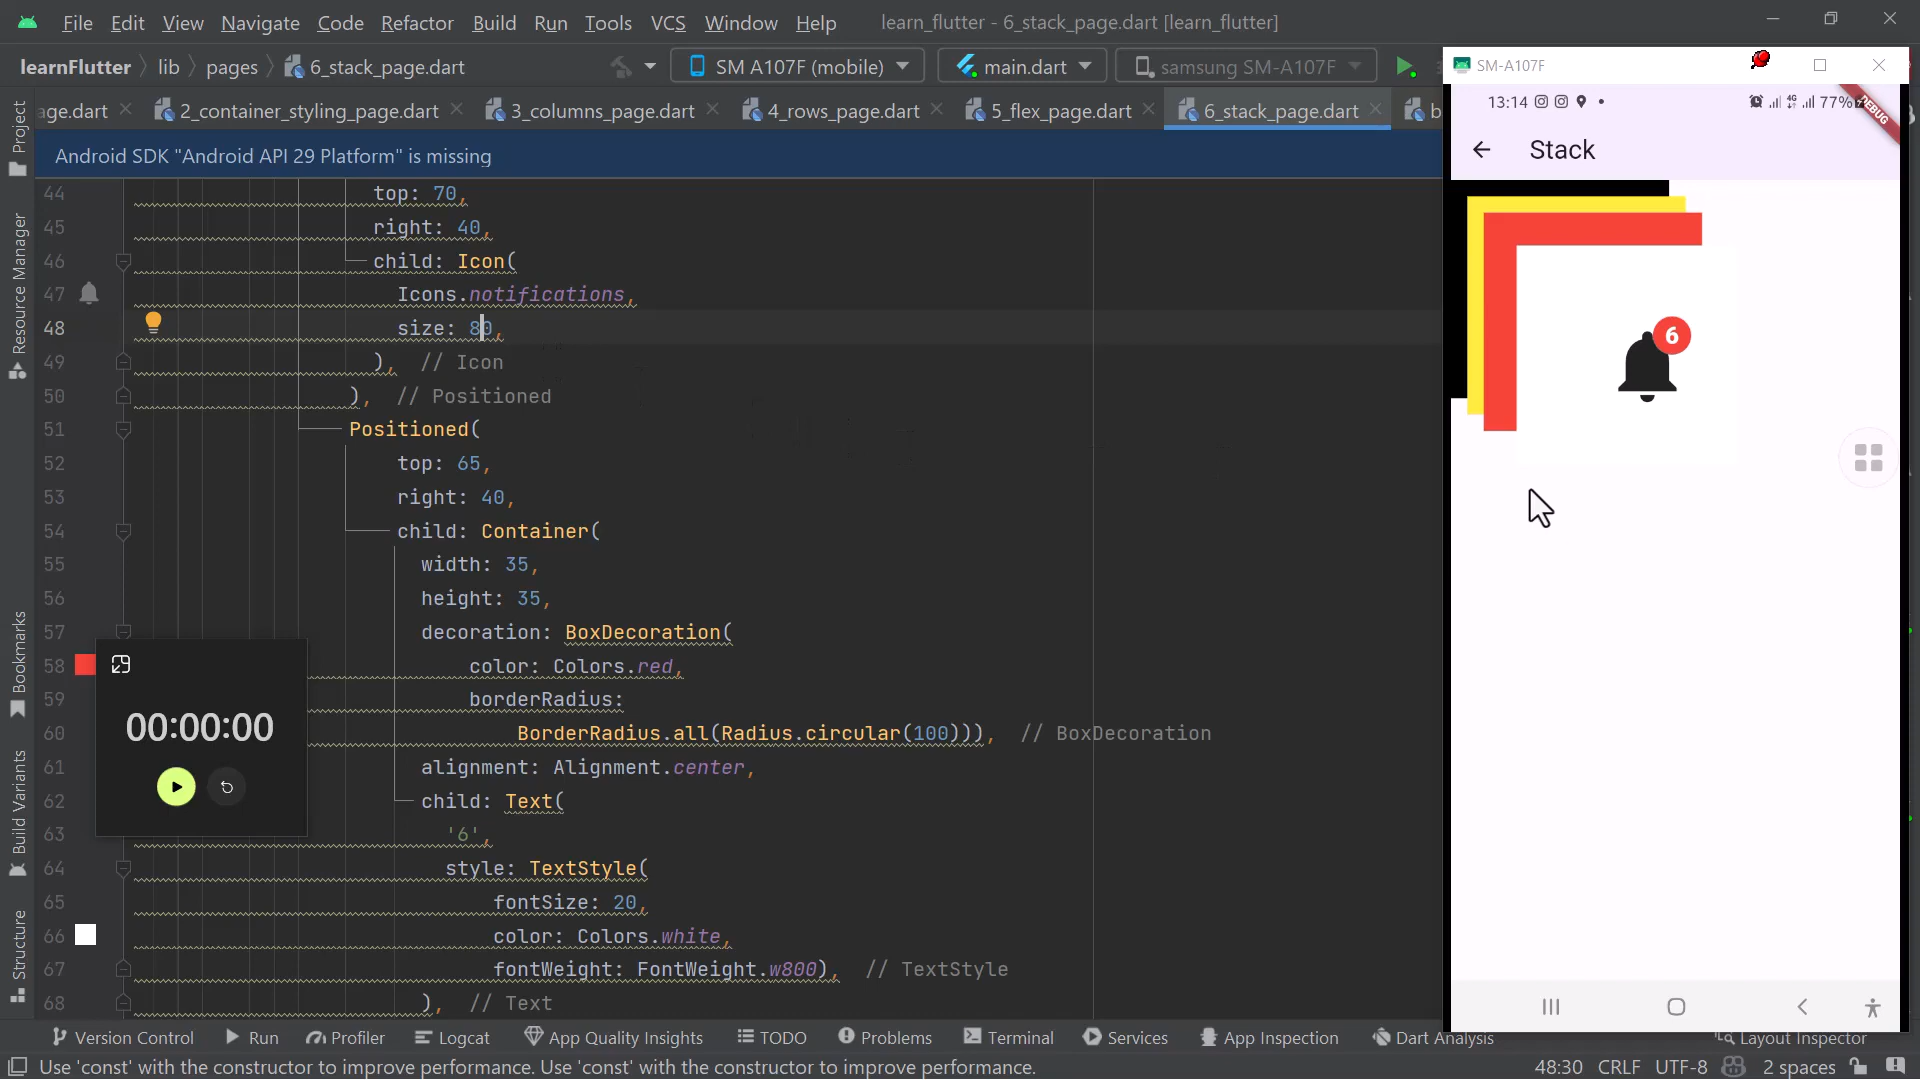 File Edit View Navigate Code Refactor Build Run Tools VCS Window Help learn_flutter - 6_stack_page.dart [learn_flutter]
learnFlutter lib pages 6_stack_page.dart SM A107F (mobile) main.dart samsung SM-A107F
age.dart 2_container_styling_page.dart 3_columns_page.dart 4_rows_page.dart 5_flex_page.dart 6_stack_page.dart b
Android SDK "Android API 29 Platform" is missing
Project
Resource Manager
Bookmarks
Build Variants
Structure
44 top: 70,
45 right: 40,
46 child: Icon(
47 Icons.notifications,
48 size: 80,
49 ), // Icon
50 ), // Positioned
51 Positioned(
52 top: 65,
53 right: 40,
54 child: Container(
55 width: 35,
56 height: 35,
57 decoration: BoxDecoration(
58 color: Colors.red,
59 borderRadius:
60 BorderRadius.all(Radius.circular(100))), // BoxDecoration
61 alignment: Alignment.center,
62 child: Text(
63 '6',
64 style: TextStyle(
65 fontSize: 20,
66 color: Colors.white,
67 fontWeight: FontWeight.w800), // TextStyle
68 ), // Text
00:00:00
SM-A107F
13:14 4G 77%
DEBUG
Stack
6
Version Control Run Profiler Logcat App Quality Insights TODO Problems Terminal Services App Inspection Dart Analysis Layout Inspector
Use 'const' with the constructor to improve performance. Use 'const' with the constructor to improve performance. 48:30 CRLF UTF-8 2 spaces